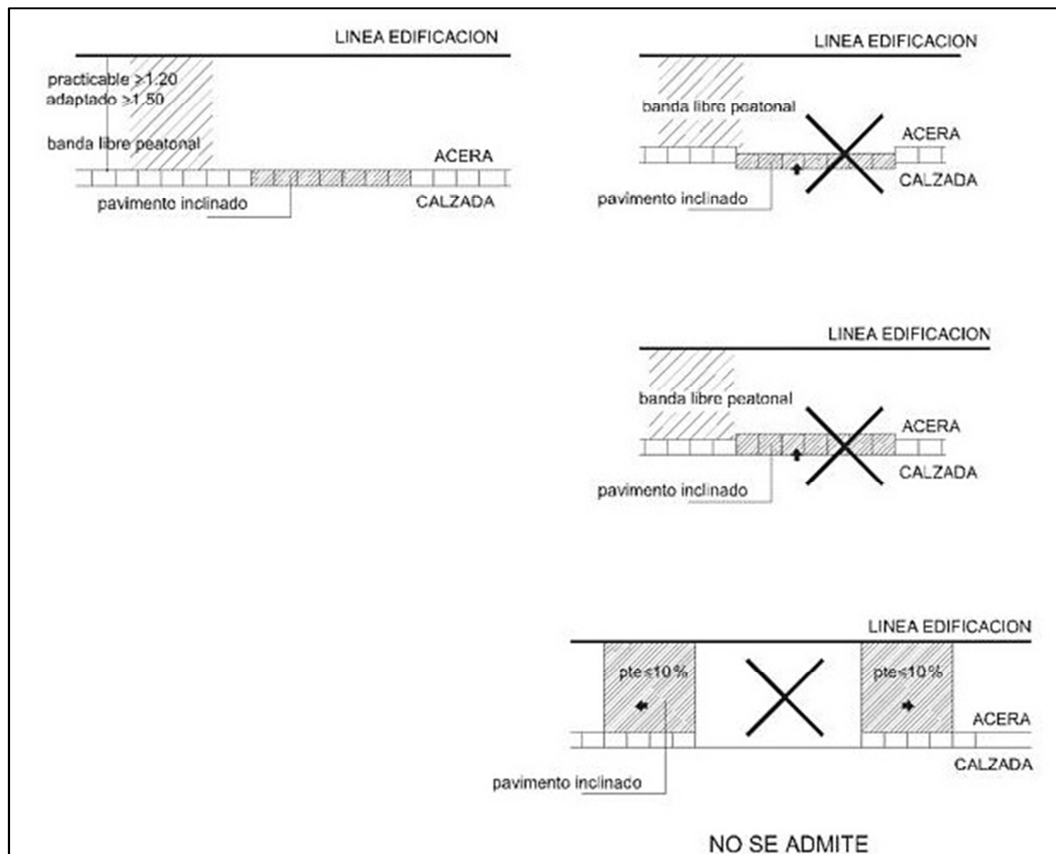 LINEA EDIFICACION
practicable >1.20
adaptado >1.50
banda libre peatonal
ACERA
CALZADA
pavimento inclinado
LINEA EDIFICACION
banda libre peatonal
ACERA
CALZADA
pavimento inclinado
LINEA EDIFICACION
banda libre peatonal
ACERA
CALZADA
pavimento inclinado
LINEA EDIFICACION
pte≤10%
pte≤10%
ACERA
CALZADA
pavimento inclinado
NO SE ADMITE